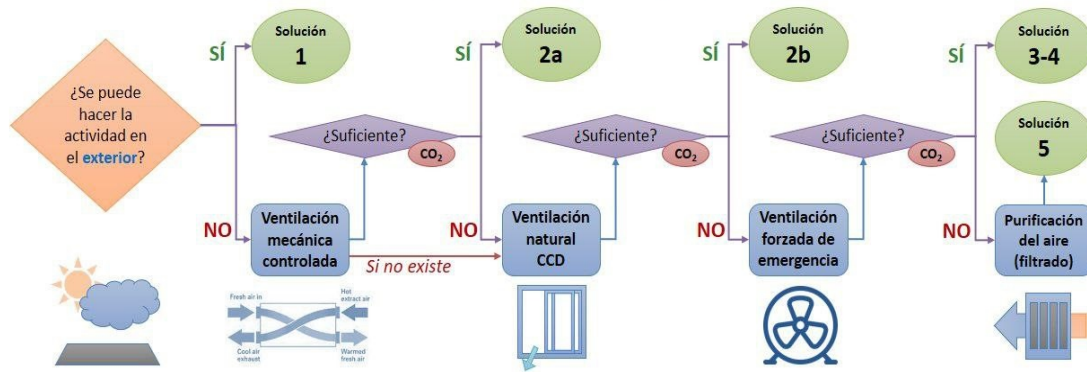 ¿Se puede
hacer la
actividad en
el exterior?
SÍ
Solución
1
NO
Ventilación
mecánica
controlada
Si no existe
¿Suficiente?
CO2
SÍ
Solución
2a
NO
Ventilación
natural
CCD
¿Suficiente?
CO2
SÍ
Solución
2b
NO
Ventilación
forzada de
emergencia
¿Suficiente?
CO2
SÍ
Solución
3-4
NO
Purificación
del aire
(filtrado)
Solución
5
Fresh air in
Hot
extract air
Cool air
exhaust
Warmed
fresh air